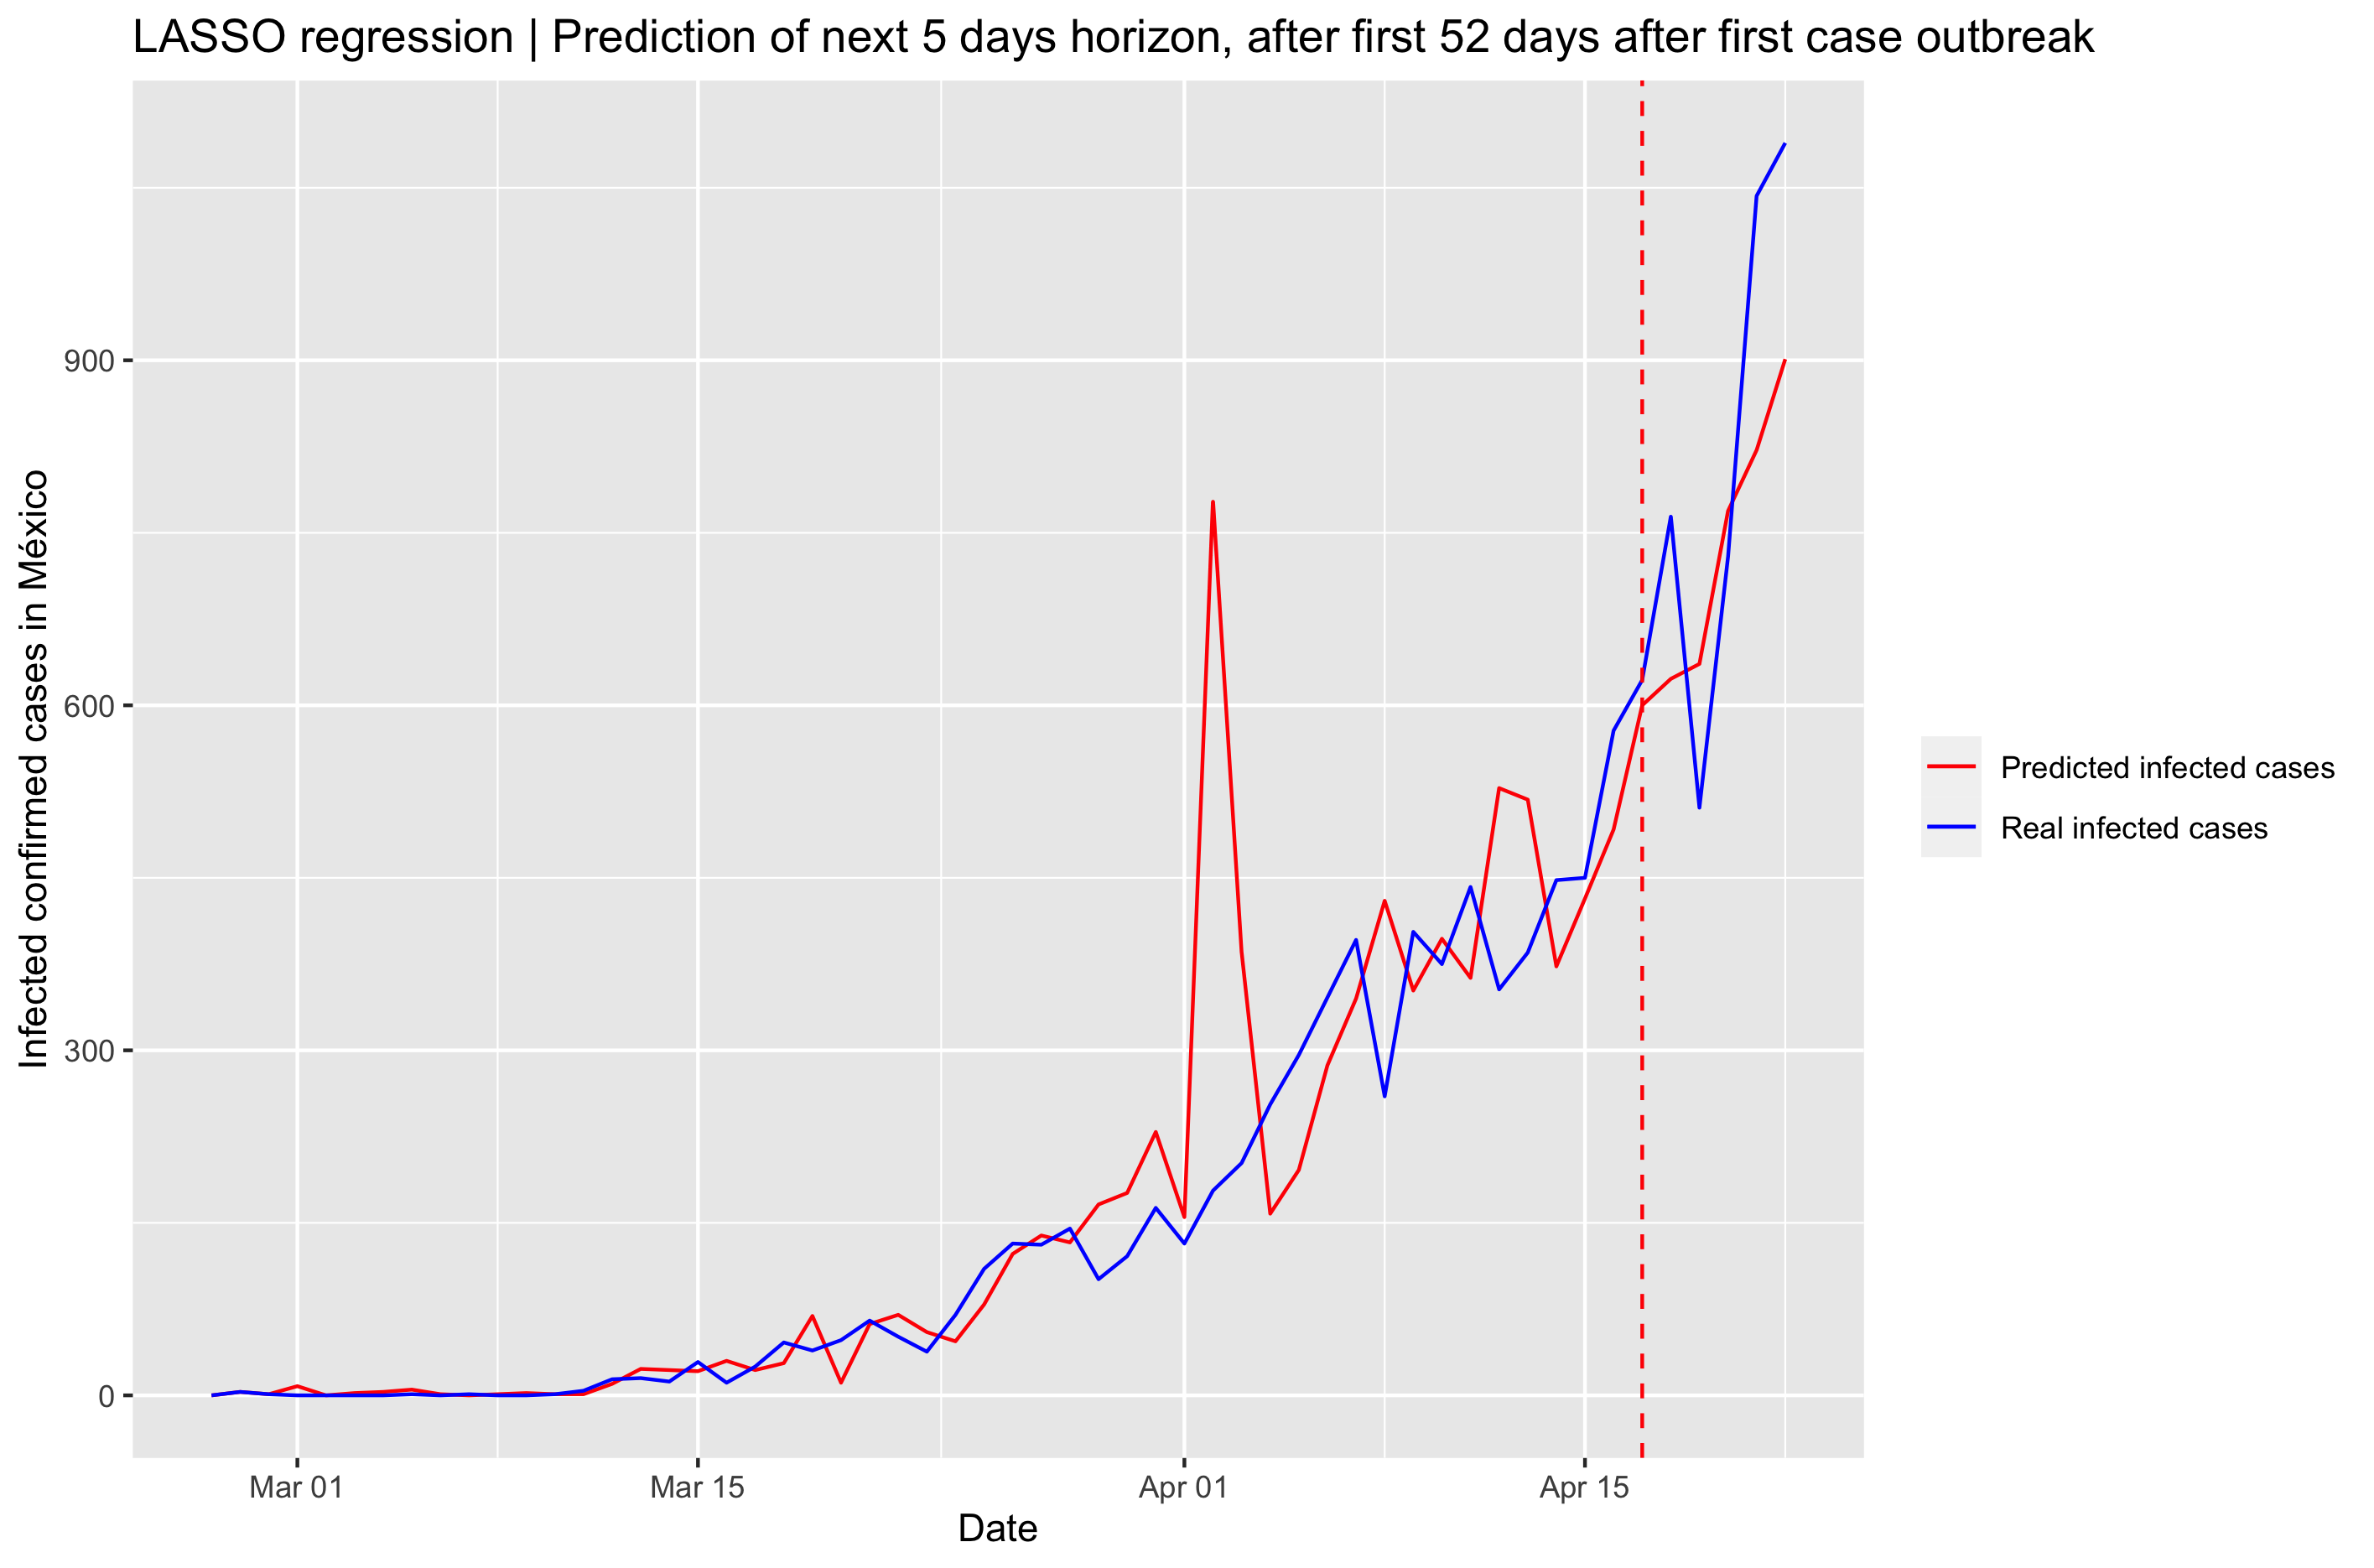 LASSO regression | Prediction of next 5 days horizon, after first 52 days after first case outbreak
Infected confirmed cases in México
900
600
300
0
Mar 01
Mar 15
Apr 01
Apr 15
Date
Predicted infected cases
Real infected cases